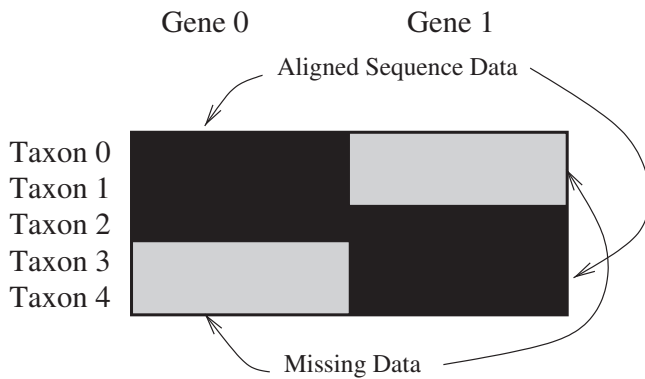 Gene 0 Gene 1
Aligned Sequence Data
Taxon 0
Taxon 1
Taxon 2
Taxon 3
Taxon 4
Missing Data